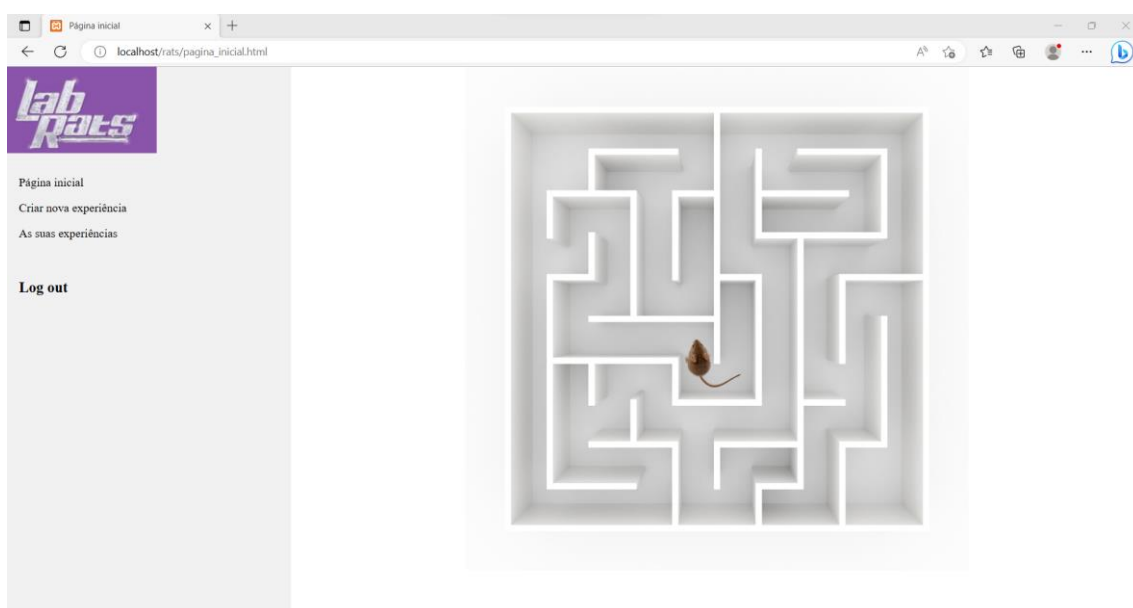 Página inicial
localhost/rats/pagina_inicial.html
lab
Rats
Página inicial
Criar nova experiência
As suas experiências
Log out